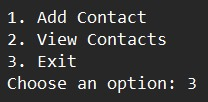 1. Add Contact
2. View Contacts
3. Exit
Choose an option: 3